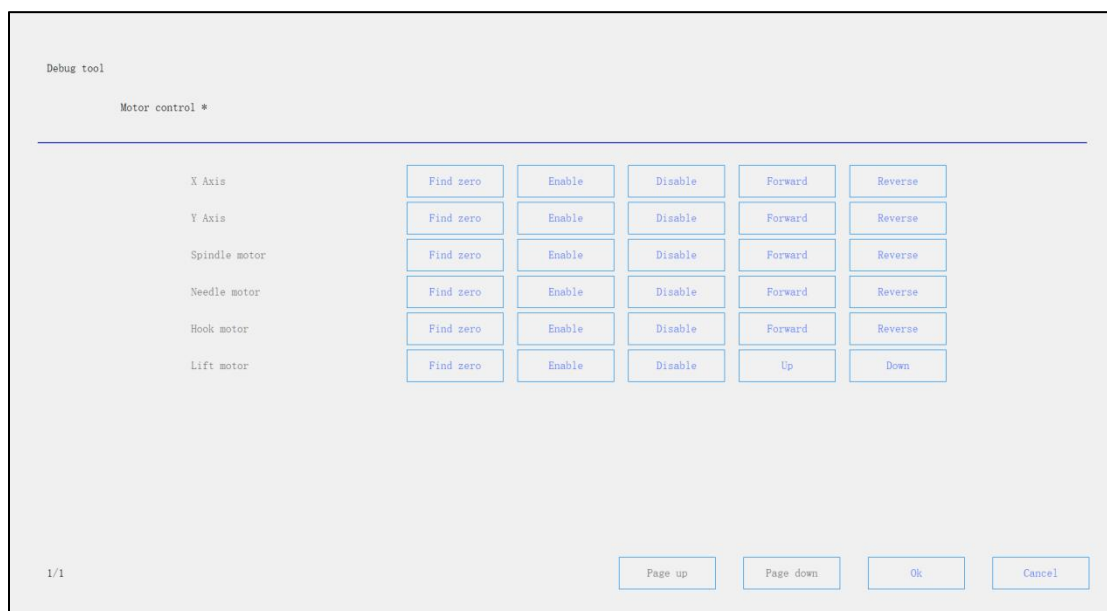 Debug tool
Motor control *
X Axis Find zero Enable Disable Forward Reverse
Y Axis Find zero Enable Disable Forward Reverse
Spindle motor Find zero Enable Disable Forward Reverse
Needle motor Find zero Enable Disable Forward Reverse
Hook motor Find zero Enable Disable Forward Reverse
Lift motor Find zero Enable Disable Up Down
1/1 Page up Page down Ok Cancel